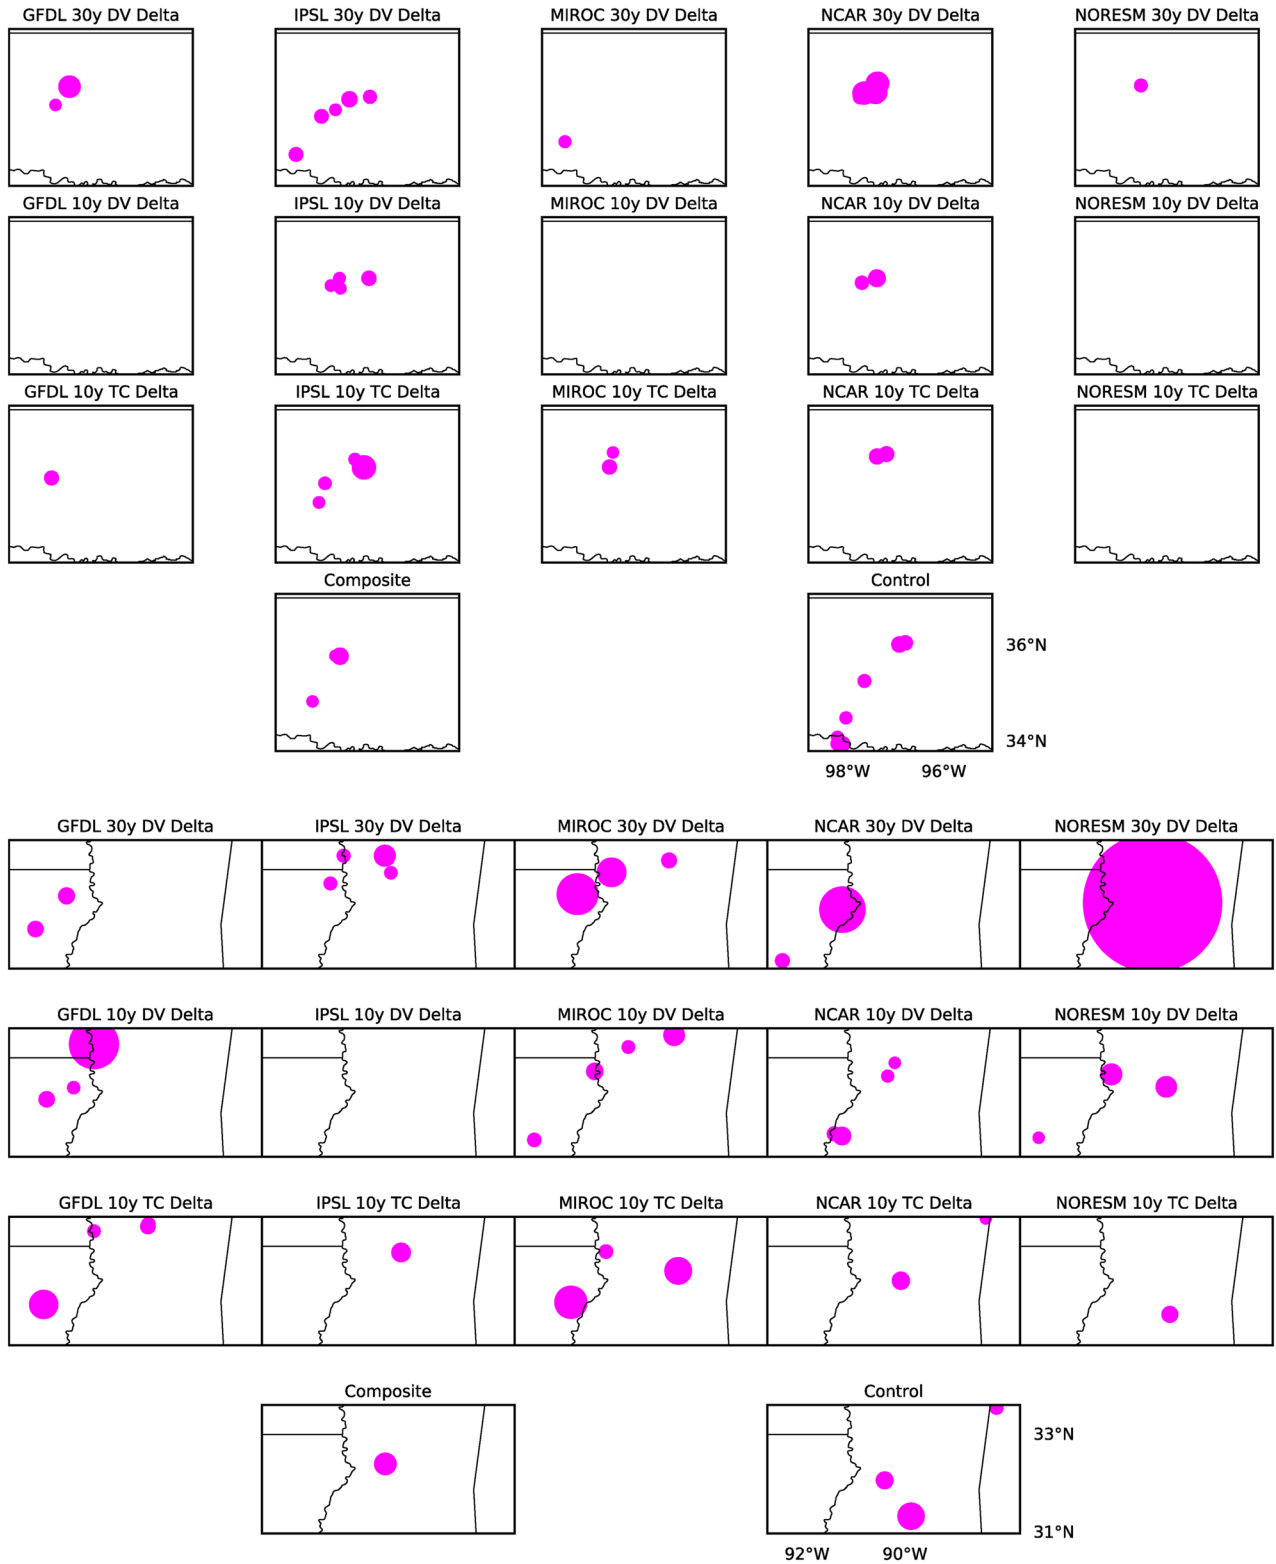 GFDL 30y DV Delta IPSL 30y DV Delta MIROC 30y DV Delta NCAR 30y DV Delta NORESM 30y DV Delta
GFDL 10y DV Delta IPSL 10y DV Delta MIROC 10y DV Delta NCAR 10y DV Delta NORESM 10y DV Delta
GFDL 10y TC Delta IPSL 10y TC Delta MIROC 10y TC Delta NCAR 10y TC Delta NORESM 10y TC Delta
Composite Control
36°N
34°N
98°W 96°W
GFDL 30y DV Delta IPSL 30y DV Delta MIROC 30y DV Delta NCAR 30y DV Delta NORESM 30y DV Delta
GFDL 10y DV Delta IPSL 10y DV Delta MIROC 10y DV Delta NCAR 10y DV Delta NORESM 10y DV Delta
GFDL 10y TC Delta IPSL 10y TC Delta MIROC 10y TC Delta NCAR 10y TC Delta NORESM 10y TC Delta
Composite Control
33°N
31°N
92°W 90°W